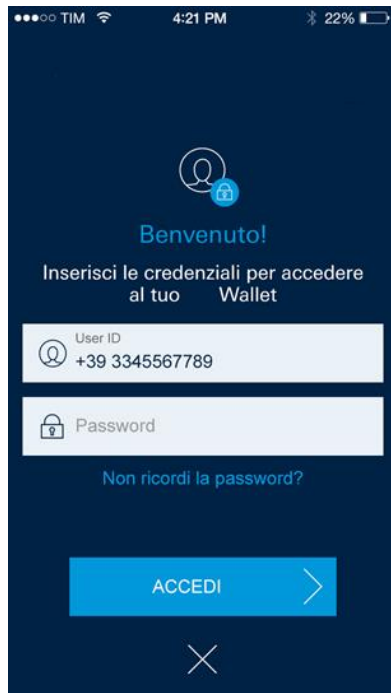 TIM 4:21 PM 22%
Benvenuto!
Inserisci le credenziali per accedere
al tuo Wallet
User ID
+39 3345567789
Password
Non ricordi la password?
ACCEDI